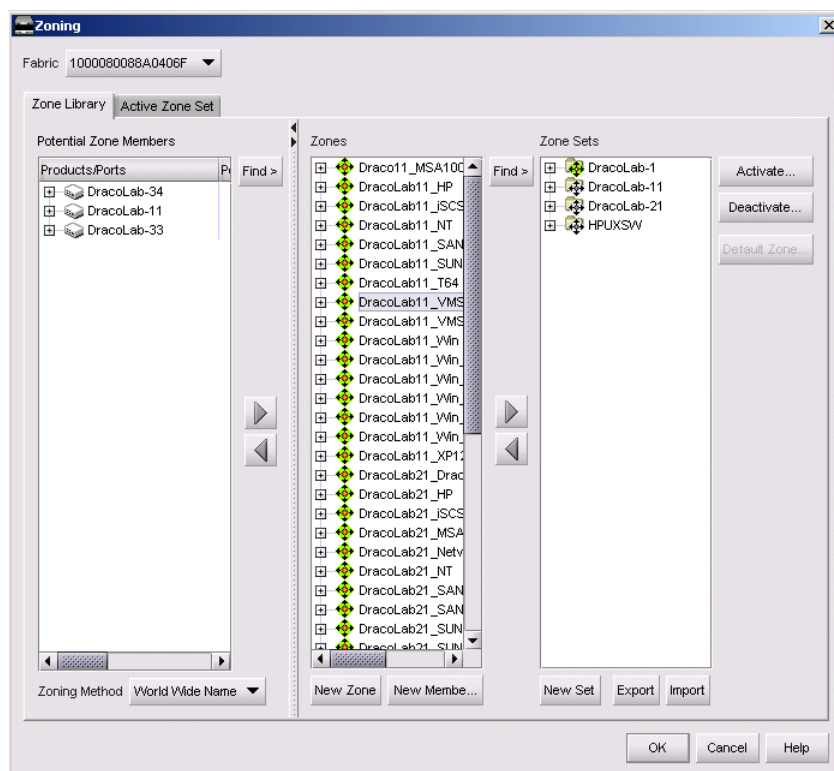 Zoning
Fabric 1000080088A0406F
Zone Library
Active Zone Set
Potential Zone Members
Products/Ports
Find >
DracoLab-34
DracoLab-11
DracoLab-33
Zoning Method World Wide Name
Zones
Draco11_MSA100
DracoLab11_HP
DracoLab11_iSCS
DracoLab11_NT
DracoLab11_SAN
DracoLab11_SUN
DracoLab11_T64
DracoLab11_VMS
DracoLab11_VMS
DracoLab11_Win
DracoLab11_Win_
DracoLab11_Win_
DracoLab11_Win_
DracoLab11_Win_
DracoLab11_Win_
DracoLab11_XP12
DracoLab21_Drac
DracoLab21_HP
DracoLab21_iSCS
DracoLab21_MSA
DracoLab21_Netv
DracoLab21_NT
DracoLab21_SAN
DracoLab21_SAN
DracoLab21_SUN
DracoLab21_SUN
Find >
New Zone
New Membe...
Zone Sets
DracoLab-1
DracoLab-11
DracoLab-21
HPUXSW
New Set
Export
Import
Activate...
Deactivate...
Default Zone...
OK
Cancel
Help